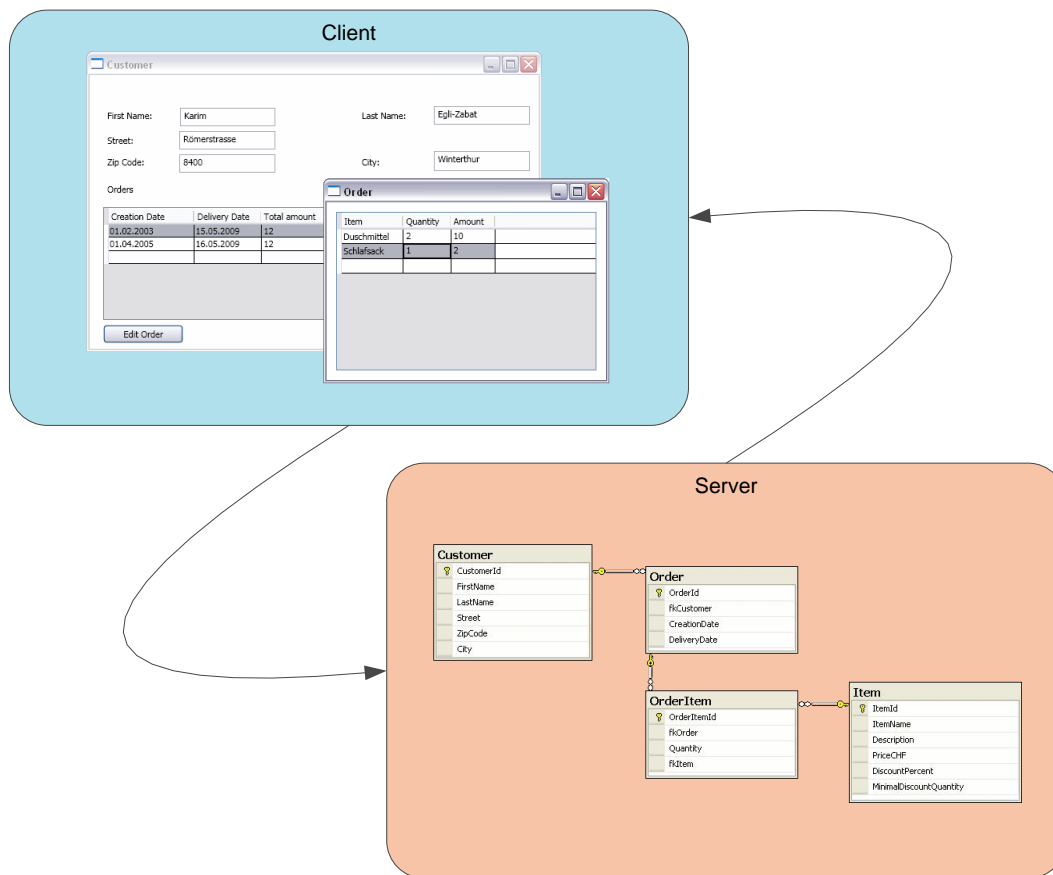 Client
Customer
First Name: Karim Last Name: Egli-Zabat
Street: Römerstrasse
Zip Code: 8400 City: Winterthur
Orders
Creation Date Delivery Date Total amount
01.02.2003 15.05.2009 12
01.04.2005 16.05.2009 12
Edit Order
Order
Item Quantity Amount
Duschmittel 2 10
Schlafsack 1 2
Server
Customer
CustomerId
FirstName
LastName
Street
ZipCode
City
Order
OrderId
fkCustomer
CreationDate
DeliveryDate
OrderItem
OrderItemId
fkOrder
Quantity
fkItem
Item
ItemId
ItemName
Description
PriceCHF
DiscountPercent
MinimalDiscountQuantity